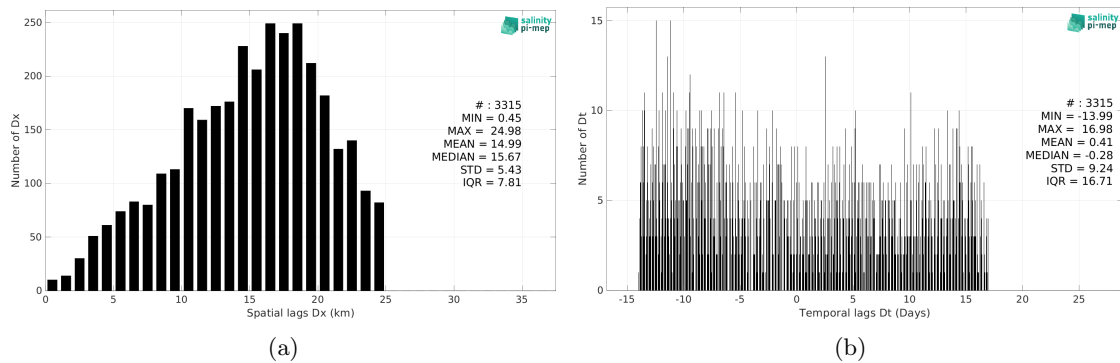 salinity
pi-mep
250
200
150
100
50
0
Number of Dx
# : 3315
MIN = 0.45
MAX = 24.98
MEAN = 14.99
MEDIAN = 15.67
STD = 5.43
IQR = 7.81
0 5 10 15 20 25 30 35
Spatial lags Dx (km)
(a)
salinity
pi-mep
15
10
5
0
Number of Dt
# : 3315
MIN = -13.99
MAX = 16.98
MEAN = 0.41
MEDIAN = -0.28
STD = 9.24
IQR = 16.71
-15 -10 -5 0 5 10 15 20 25
Temporal lags Dt (Days)
(b)